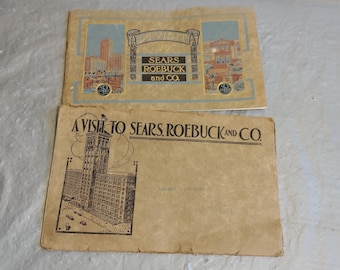 SEARS
ROEBUCK
and CO.
A VISIT TO SEARS, ROEBUCK AND CO.